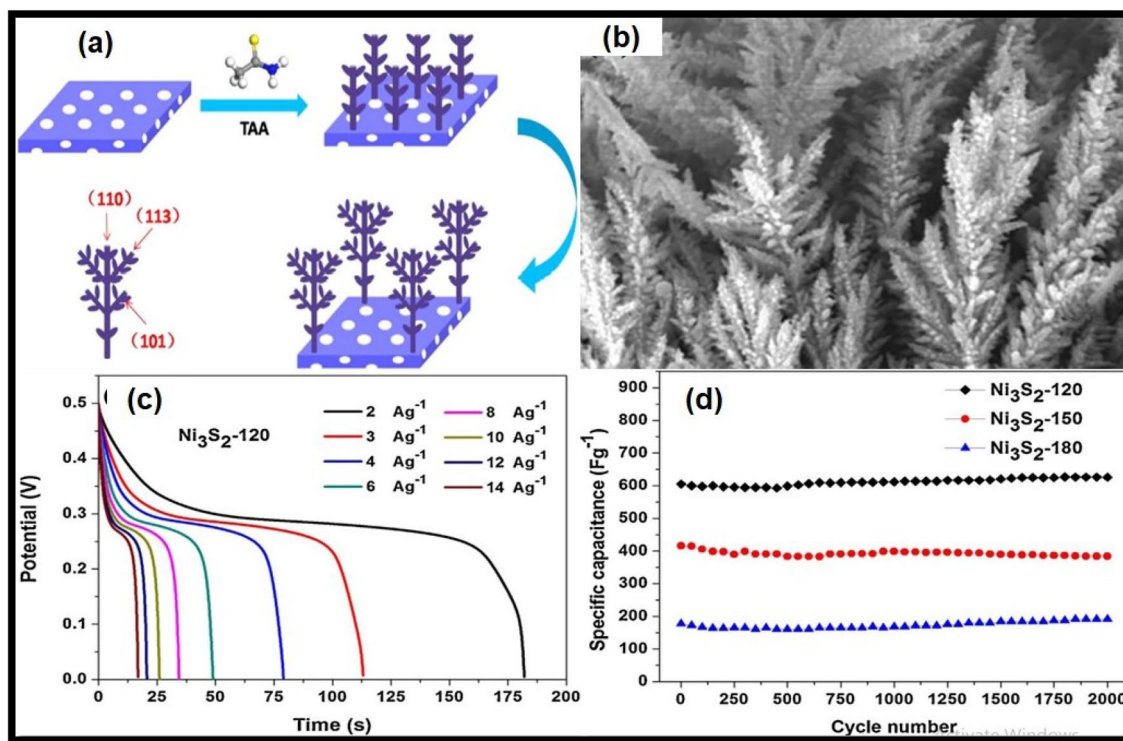 (a)
TAA
(110)
(113)
(101)
(b)
(c)
Ni₃S₂-120
2 Ag⁻¹
3 Ag⁻¹
4 Ag⁻¹
6 Ag⁻¹
8 Ag⁻¹
10 Ag⁻¹
12 Ag⁻¹
14 Ag⁻¹
Potential (V)
0.5
0.4
0.3
0.2
0.1
0.0
0 25 50 75 100 125 150 175 200
Time (s)
(d)
Ni₃S₂-120
Ni₃S₂-150
Ni₃S₂-180
Specific capacitance (Fg⁻¹)
900
800
700
600
500
400
300
200
100
0
0 250 500 750 1000 1250 1500 1750 2000
Cycle number